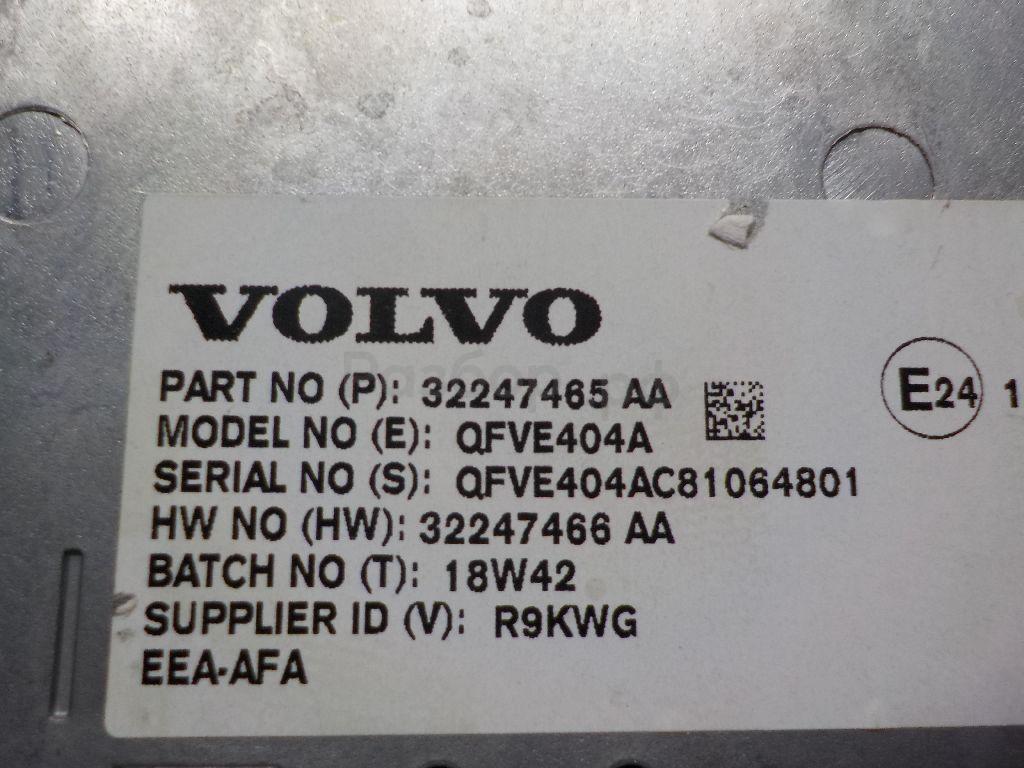 VOLVO
PART NO (P): 32247465 AA
E24 1
MODEL NO (E): QFVE404A
SERIAL NO (S): QFVE404AC81064801
HW NO (HW): 32247466 AA
BATCH NO (T): 18W42
SUPPLIER ID (V): R9KWG
EEA-AFA